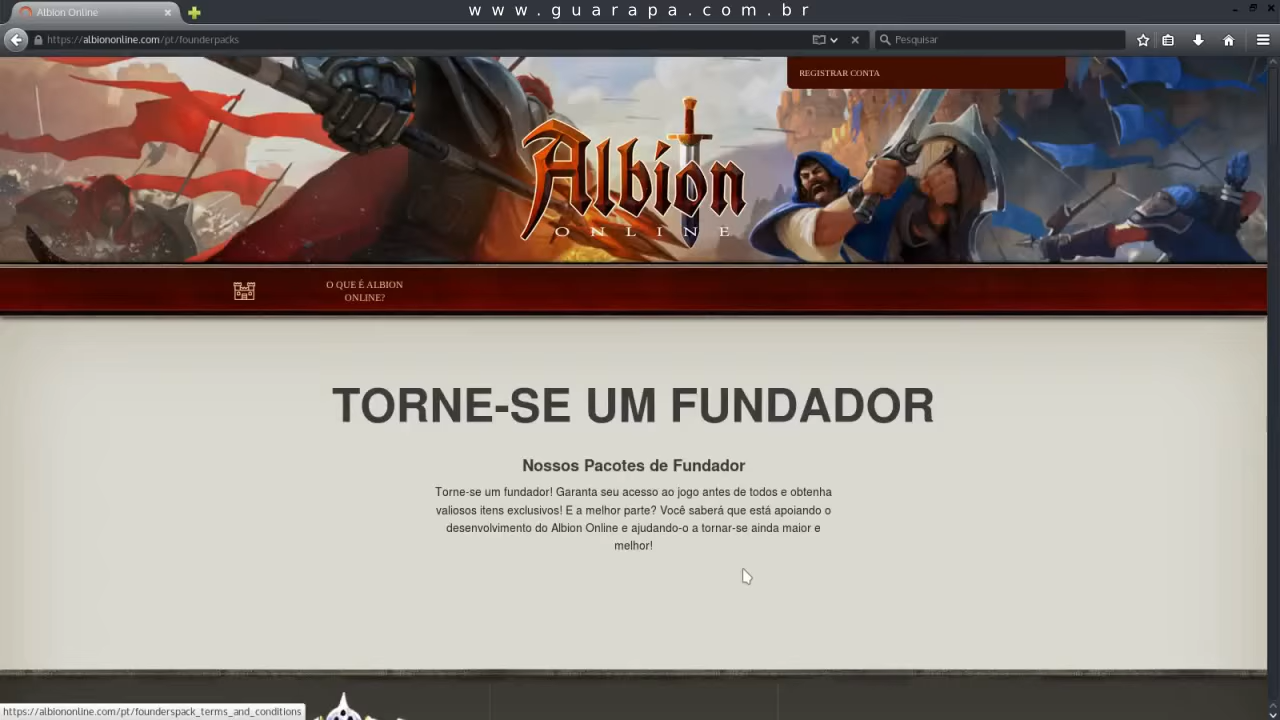 Albion Online
www.guarapa.com.br
https://albiononline.com/pt/founderpacks
Pesquisar
REGISTRAR CONTA
Albion
ONLINE
O QUE É ALBION
ONLINE?
TORNE-SE UM FUNDADOR
Nossos Pacotes de Fundador
Torne-se um fundador! Garanta seu acesso ao jogo antes de todos e obtenha
valiosos itens exclusivos! E a melhor parte? Você saberá que está apoiando o
desenvolvimento do Albion Online e ajudando-o a tornar-se ainda maior e
melhor!
https://albiononline.com/pt/founderspack_terms_and_conditions